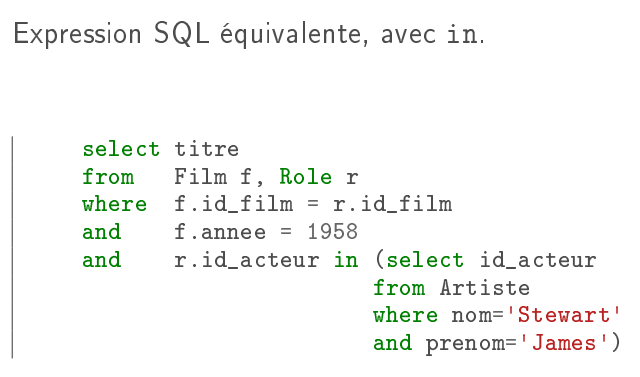 Expression SQL équivalente, avec in.
select titre
from Film f, Role r
where f.id_film = r.id_film
and f.annee = 1958
and r.id_acteur in (select id_acteur
from Artiste
where nom='Stewart'
and prenom='James')